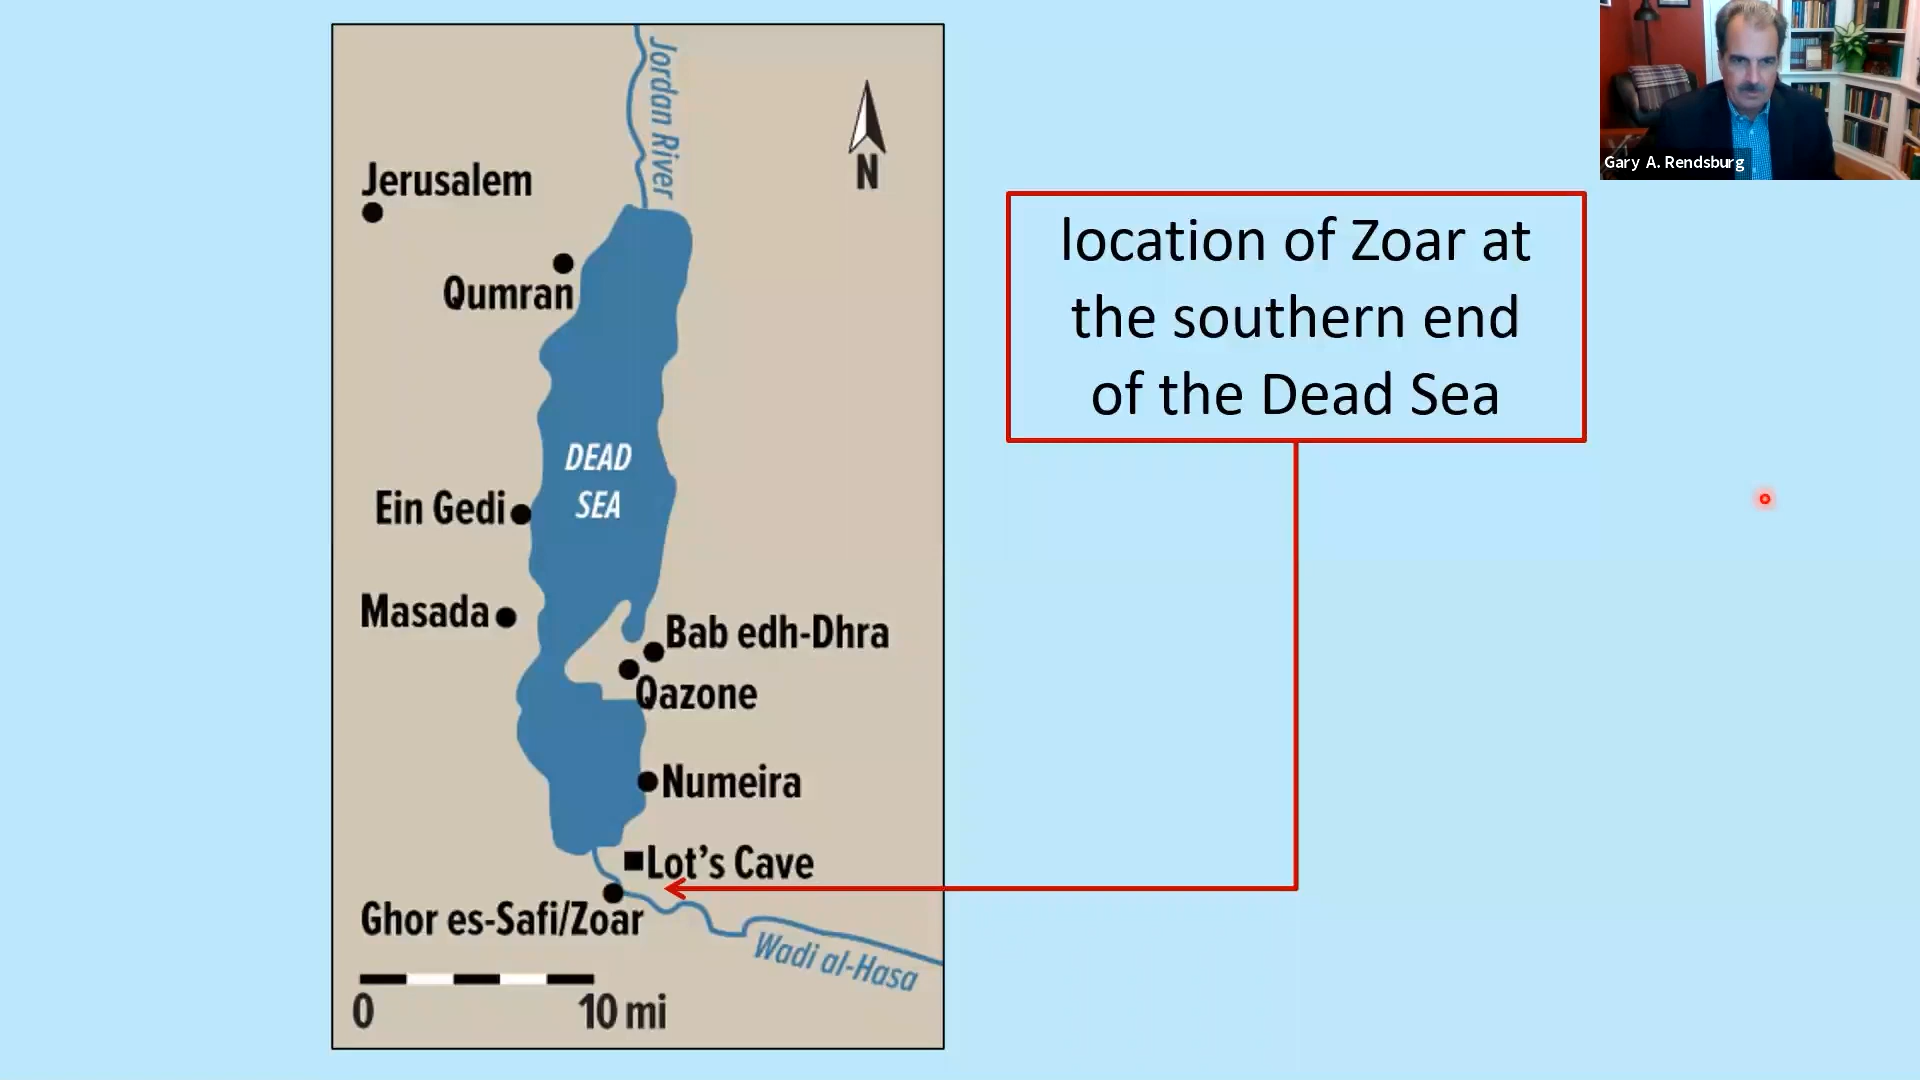 Jordan River
N
Jerusalem
Qumran
DEAD
SEA
Ein Gedi
Masada
Bab edh-Dhra
Qazone
Numeira
Lot's Cave
Ghor es-Safi/Zoar
Wadi al-Hasa
0 10 mi
location of Zoar at
the southern end
of the Dead Sea
Gary A. Rendsburg